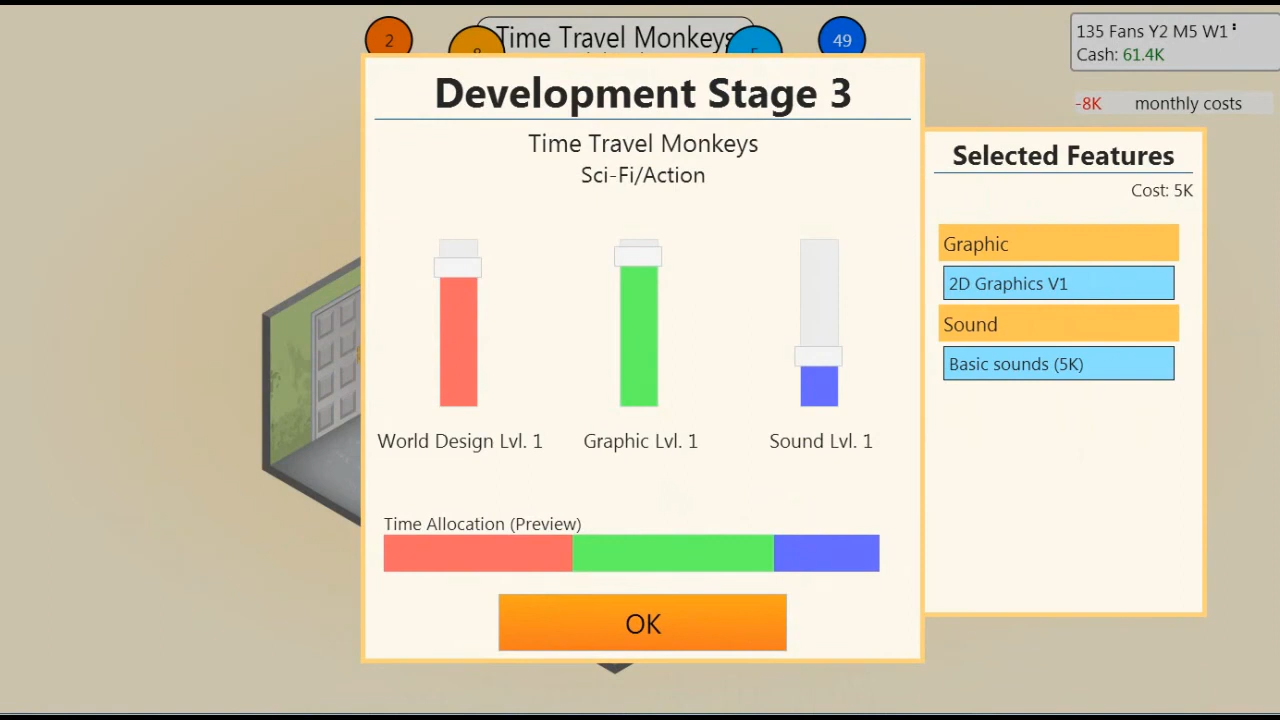 2
Time Travel Monkeys
49
135 Fans Y2 M5 W1
Cash: 61.4K
-8K monthly costs
Development Stage 3
Time Travel Monkeys
Sci-Fi/Action
World Design Lvl. 1
Graphic Lvl. 1
Sound Lvl. 1
Time Allocation (Preview)
OK
Selected Features
Cost: 5K
Graphic
2D Graphics V1
Sound
Basic sounds (5K)